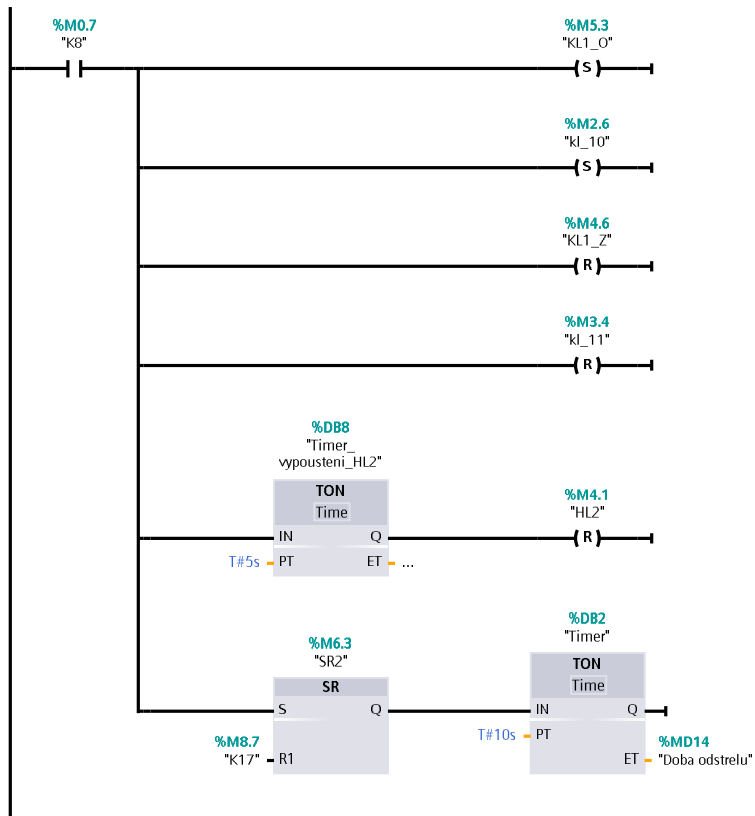 %M0.7
"K8"
%M5.3
"KL1_O"
S
%M2.6
"kl_10"
S
%M4.6
"KL1_Z"
R
%M3.4
"kl_11"
R
%DB8
"Timer_
vypousteni_HL2"
TON
Time
IN Q
T#5s PT ET ...
%M4.1
"HL2"
R
%M6.3
"SR2"
SR
S Q
%M8.7
"K17" R1
%DB2
"Timer"
TON
Time
IN Q
T#10s PT
%MD14
ET "Doba odstrelu"